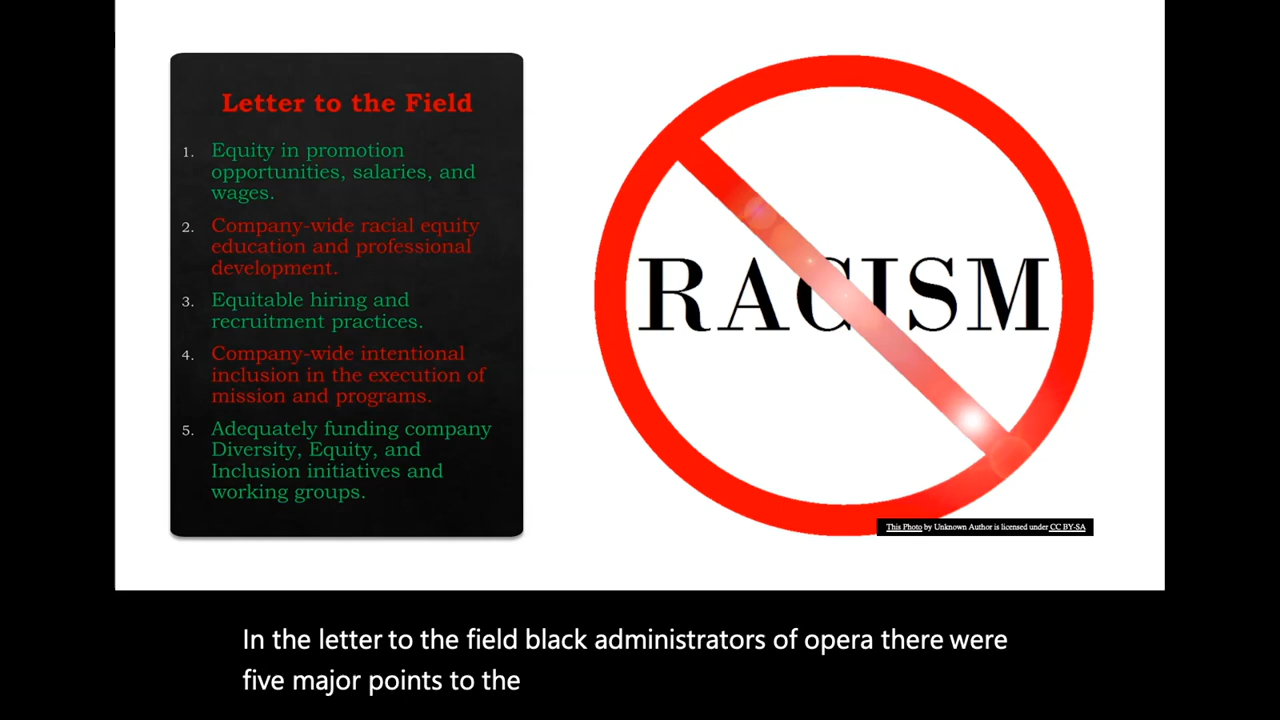 Letter to the Field
1. Equity in promotion
opportunities, salaries, and
wages.
2. Company-wide racial equity
education and professional
development.
3. Equitable hiring and
recruitment practices.
4. Company-wide intentional
inclusion in the execution of
mission and programs.
5. Adequately funding company
Diversity, Equity, and
Inclusion initiatives and
working groups.
RACISM
This Photo by Unknown Author is licensed under CC BY-SA
In the letter to the field black administrators of opera there were
five major points to the